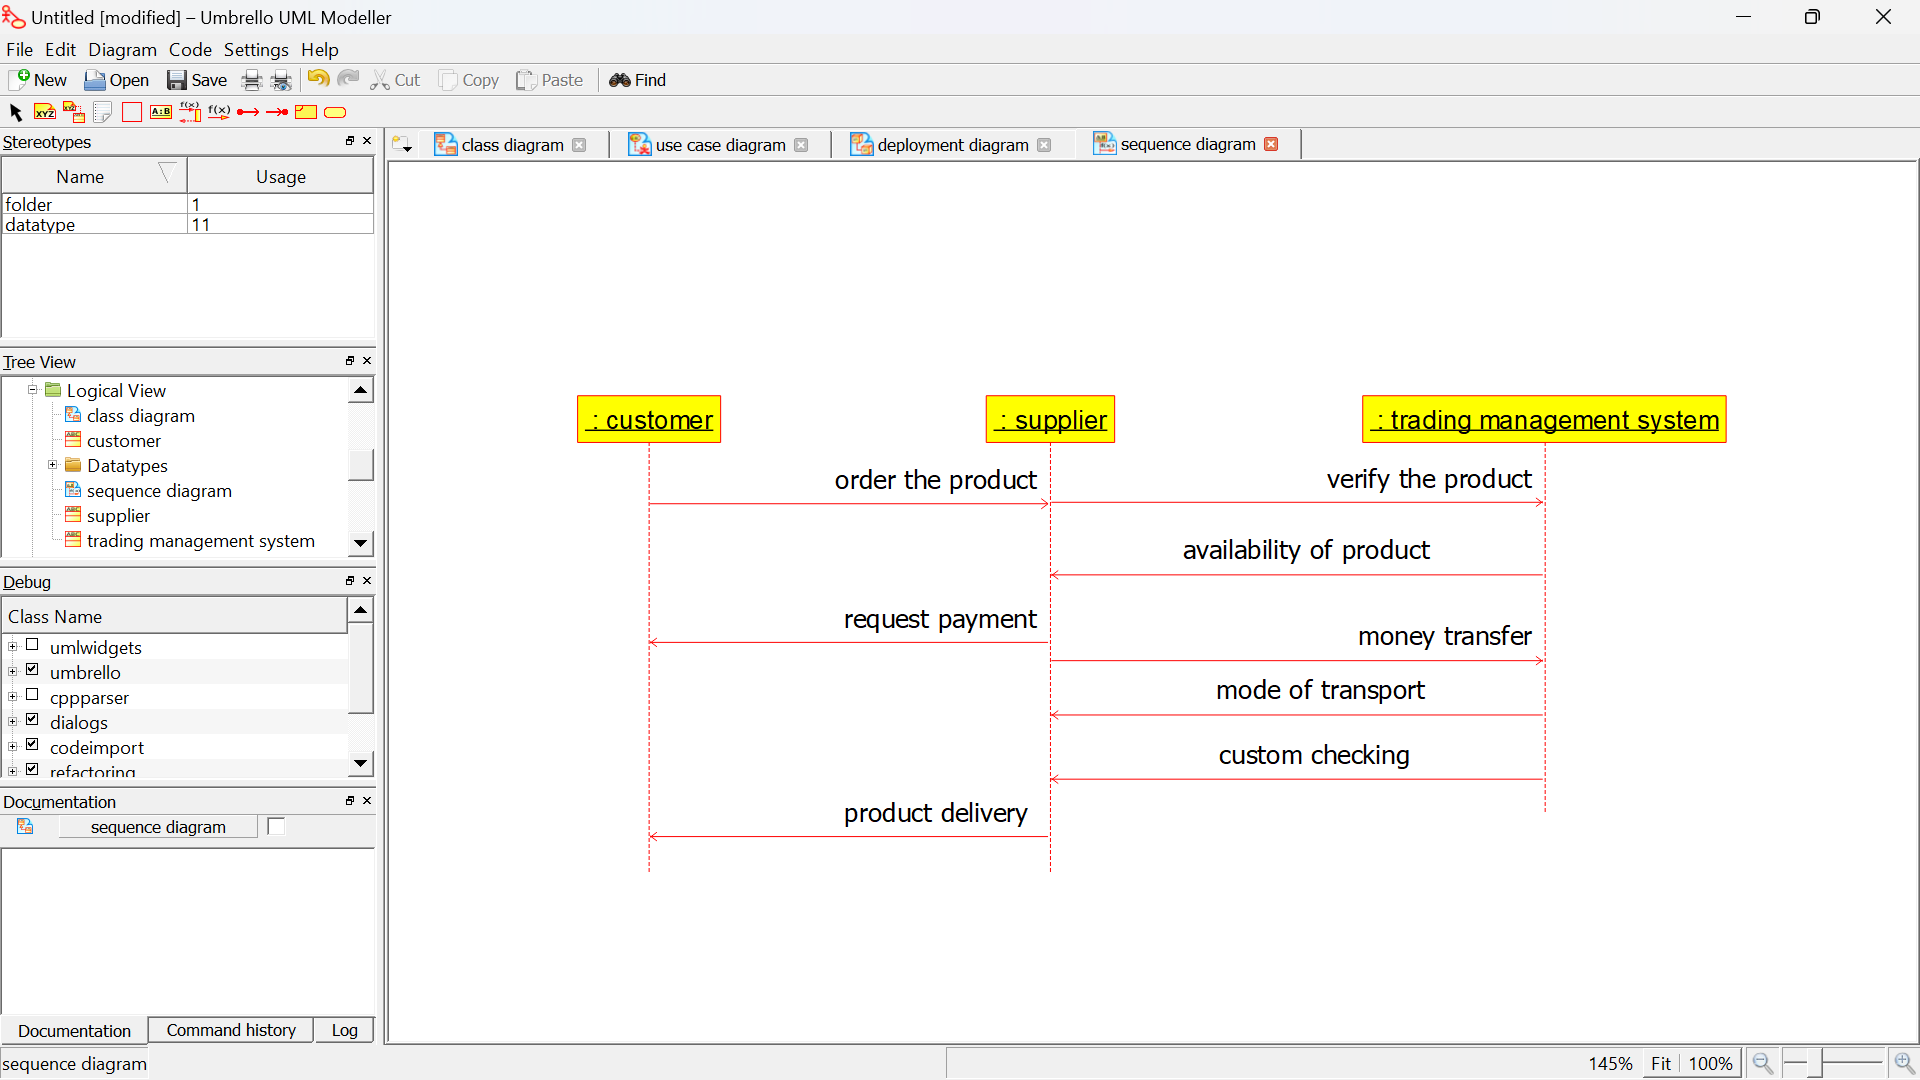 Untitled [modified] – Umbrello UML Modeller
File Edit Diagram Code Settings Help
New Open Save Cut Copy Paste Find
XYZ XYZ A:B f(x) f(x)
Stereotypes
Name Usage
folder 1
datatype 11
Tree View
Logical View
class diagram
customer
Datatypes
sequence diagram
supplier
trading management system
Debug
Class Name
umlwidgets
umbrello
cppparser
dialogs
codeimport
refactoring
Documentation
sequence diagram
Documentation Command history Log
sequence diagram
class diagram use case diagram deployment diagram sequence diagram
: customer : supplier : trading management system
order the product verify the product
availability of product
request payment
money transfer
mode of transport
custom checking
product delivery
145% Fit 100%